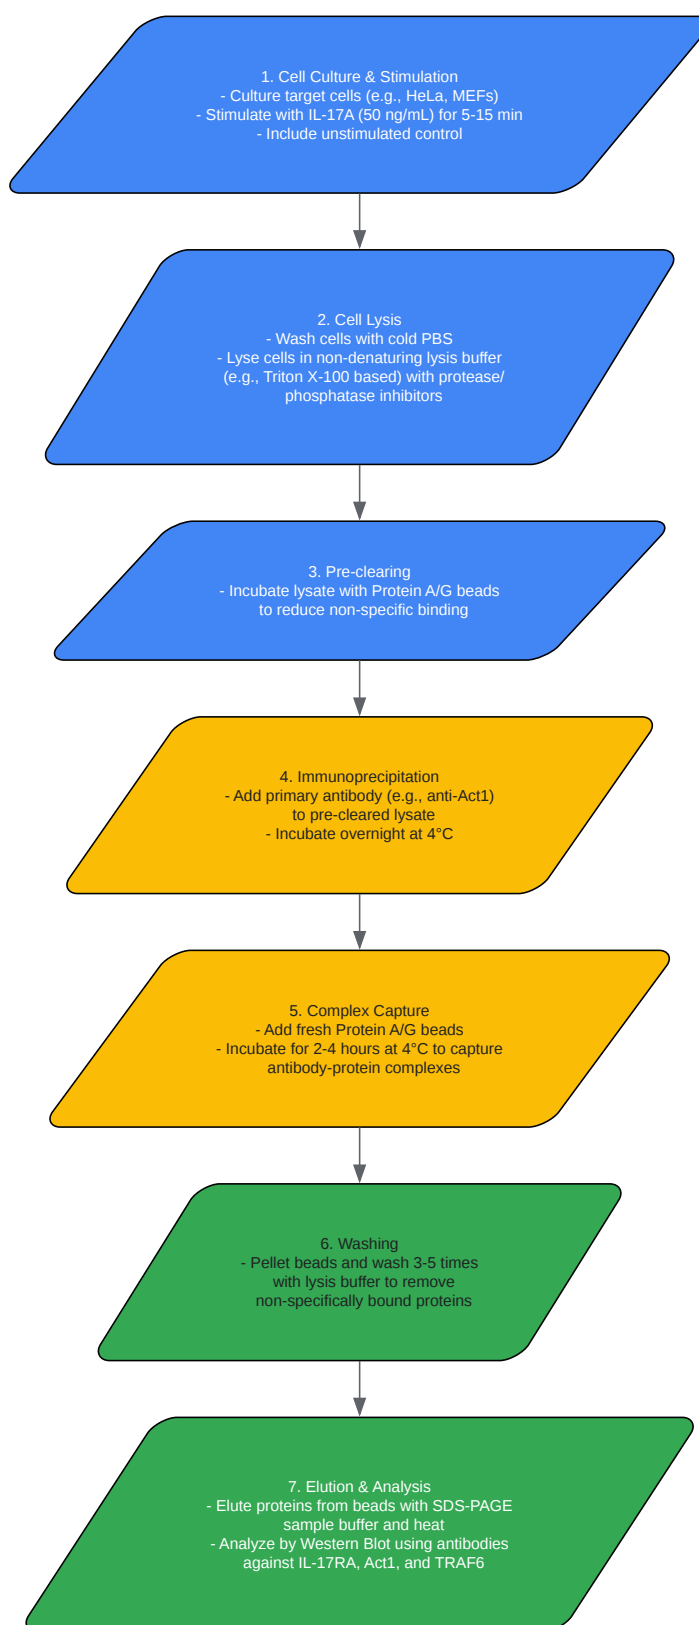 1. Cell Culture & Stimulation
- Culture target cells (e.g., HeLa, MEFs)
- Stimulate with IL-17A (50 ng/mL) for 5-15 min
- Include unstimulated control
2. Cell Lysis
- Wash cells with cold PBS
- Lyse cells in non-denaturing lysis buffer
(e.g., Triton X-100 based) with protease/
phosphatase inhibitors
3. Pre-clearing
- Incubate lysate with Protein A/G beads
to reduce non-specific binding
4. Immunoprecipitation
- Add primary antibody (e.g., anti-Act1)
to pre-cleared lysate
- Incubate overnight at 4°C
5. Complex Capture
- Add fresh Protein A/G beads
- Incubate for 2-4 hours at 4°C to capture
antibody-protein complexes
6. Washing
- Pellet beads and wash 3-5 times
with lysis buffer to remove
non-specifically bound proteins
7. Elution & Analysis
- Elute proteins from beads with SDS-PAGE
sample buffer and heat
- Analyze by Western Blot using antibodies
against IL-17RA, Act1, and TRAF6